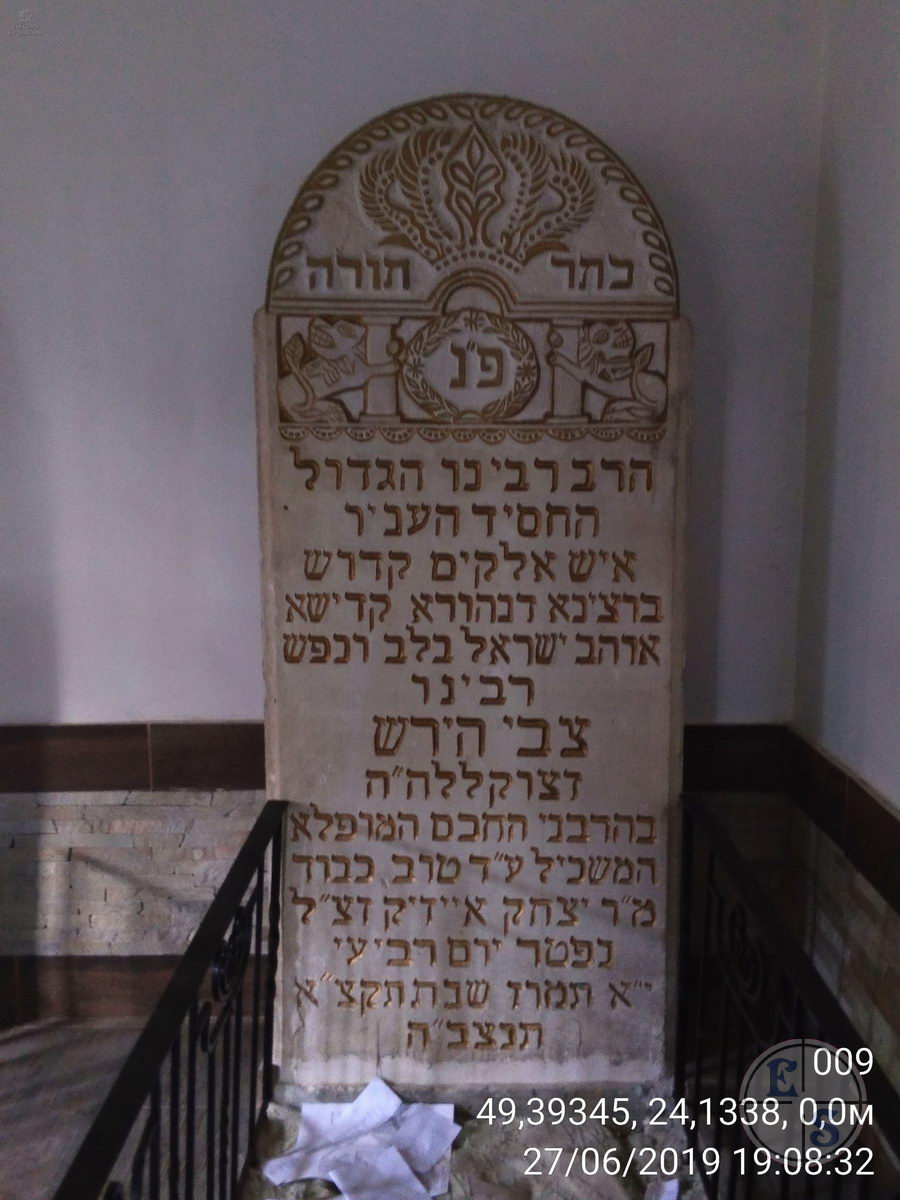 כתר תורה
פ״נ
הרב רבינו הגדול
החסיד העניו
איש אלקים קדוש
בוצינא דנהורא קדישא
אוהב ישראל בלב ונפש
רבינו
צבי הירש
זצוקללה״ה
בהרבני החכם המופלא
המשכיל ע״ד טוב כבוד
מ״ר יצחק אייזיק זצ״ל
נפטר יום רביעי
י״א תמוז שנת תקצ״א
תנצב״ה
E
S
009
49,39345, 24,1338, 0,0м
27/06/2019 19:08:32